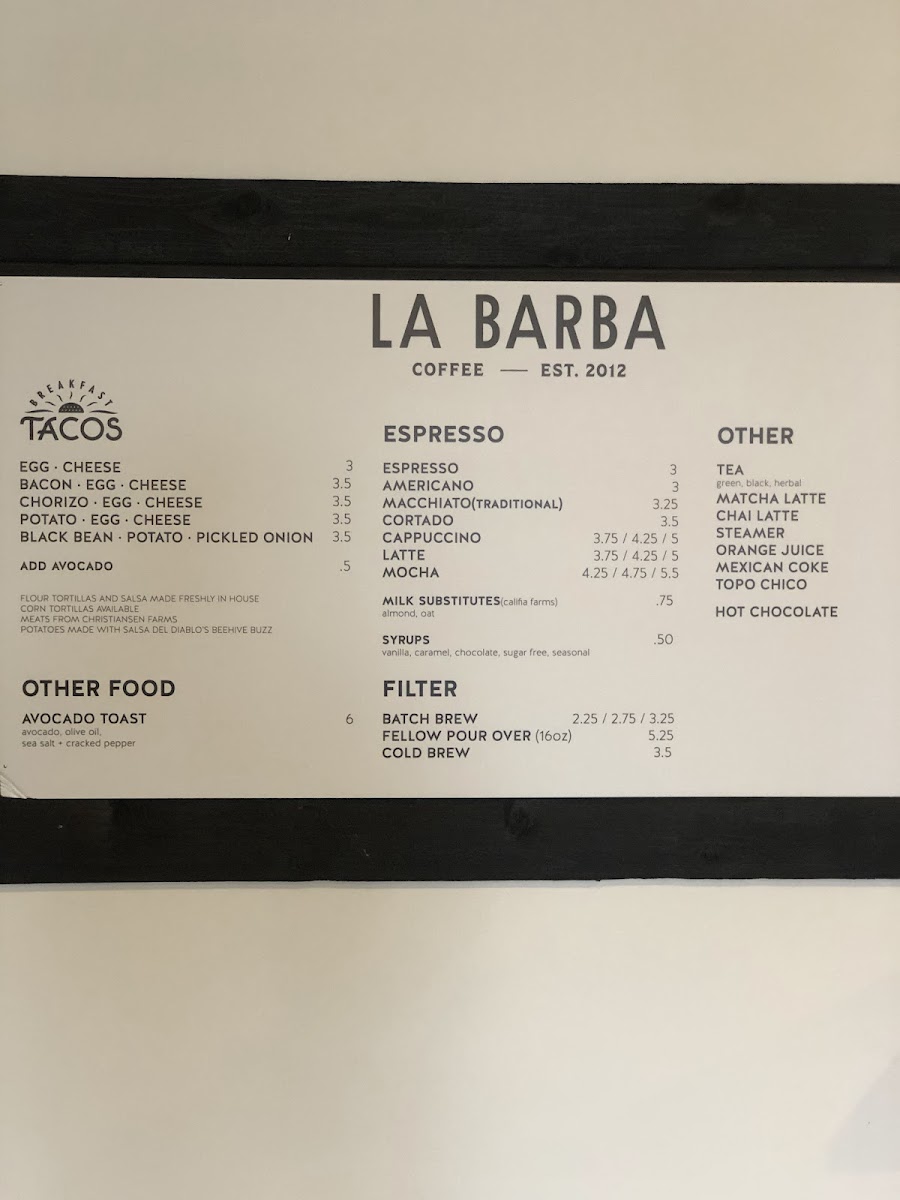 LA BARBA
COFFEE — EST. 2012
BREAKFAST
TACOS
EGG · CHEESE 3
BACON · EGG · CHEESE 3.5
CHORIZO · EGG · CHEESE 3.5
POTATO · EGG · CHEESE 3.5
BLACK BEAN · POTATO · PICKLED ONION 3.5
ADD AVOCADO .5
FLOUR TORTILLAS AND SALSA MADE FRESHLY IN HOUSE
CORN TORTILLAS AVAILABLE
MEATS FROM CHRISTIANSEN FARMS
POTATOES MADE WITH SALSA DEL DIABLO'S BEEHIVE BUZZ
OTHER FOOD
AVOCADO TOAST 6
avocado, olive oil,
sea salt + cracked pepper
ESPRESSO
ESPRESSO 3
AMERICANO 3
MACCHIATO(TRADITIONAL) 3.25
CORTADO 3.5
CAPPUCCINO 3.75 / 4.25 / 5
LATTE 3.75 / 4.25 / 5
MOCHA 4.25 / 4.75 / 5.5
MILK SUBSTITUTES(califia farms) .75
almond, oat
SYRUPS .50
vanilla, caramel, chocolate, sugar free, seasonal
FILTER
BATCH BREW 2.25 / 2.75 / 3.25
FELLOW POUR OVER (16oz) 5.25
COLD BREW 3.5
OTHER
TEA
green, black, herbal
MATCHA LATTE
CHAI LATTE
STEAMER
ORANGE JUICE
MEXICAN COKE
TOPO CHICO
HOT CHOCOLATE